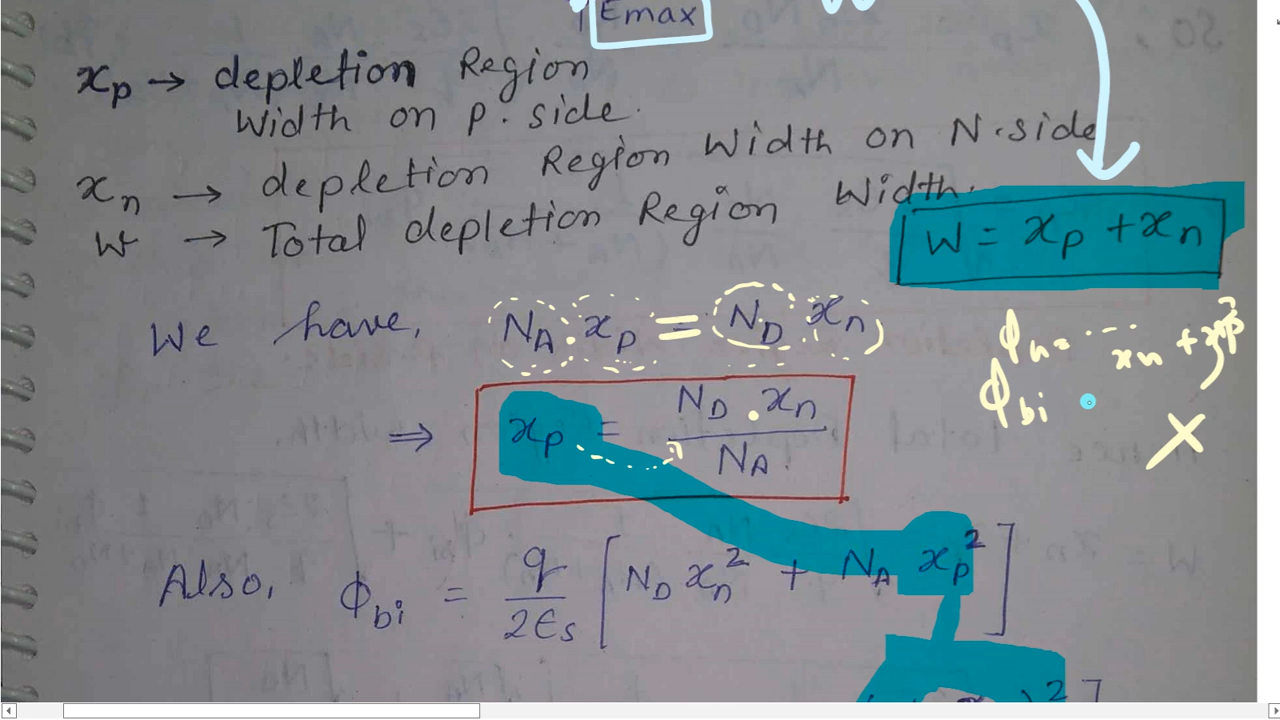 Emax
xp → depletion Region
Width on p. side.
xn → depletion Region Width on N.side
W → Total depletion Region Width.
W = xp + xn
We have, NA . xp = ND . xn
⇒ xp = ND . xn / NA
ϕbi
X
Also, ϕbi = q/2ϵs [ND xn² + NA xp²]